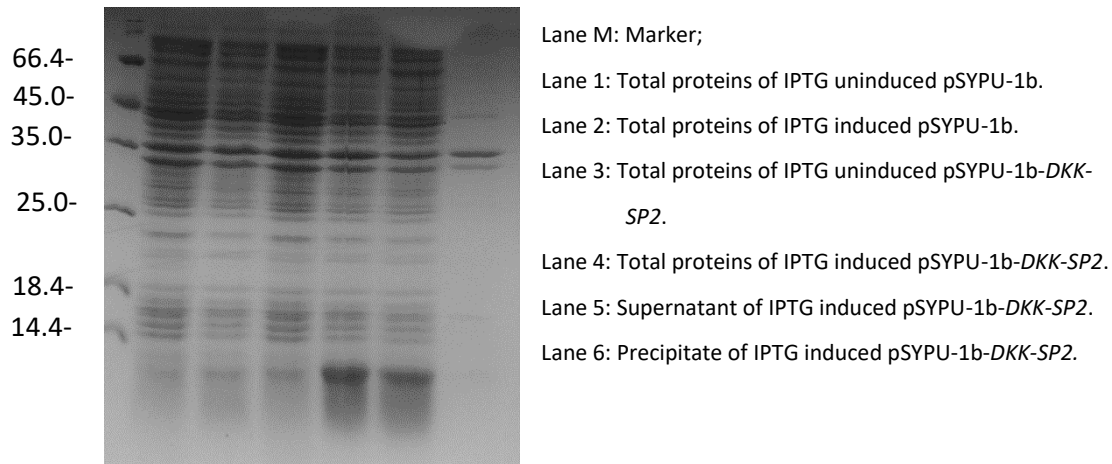 66.4-
45.0-
35.0-
25.0-
18.4-
14.4-
Lane M: Marker;
Lane 1: Total proteins of IPTG uninduced pSYPU-1b.
Lane 2: Total proteins of IPTG induced pSYPU-1b.
Lane 3: Total proteins of IPTG uninduced pSYPU-1b-DKK-
SP2.
Lane 4: Total proteins of IPTG induced pSYPU-1b-DKK-SP2.
Lane 5: Supernatant of IPTG induced pSYPU-1b-DKK-SP2.
Lane 6: Precipitate of IPTG induced pSYPU-1b-DKK-SP2.